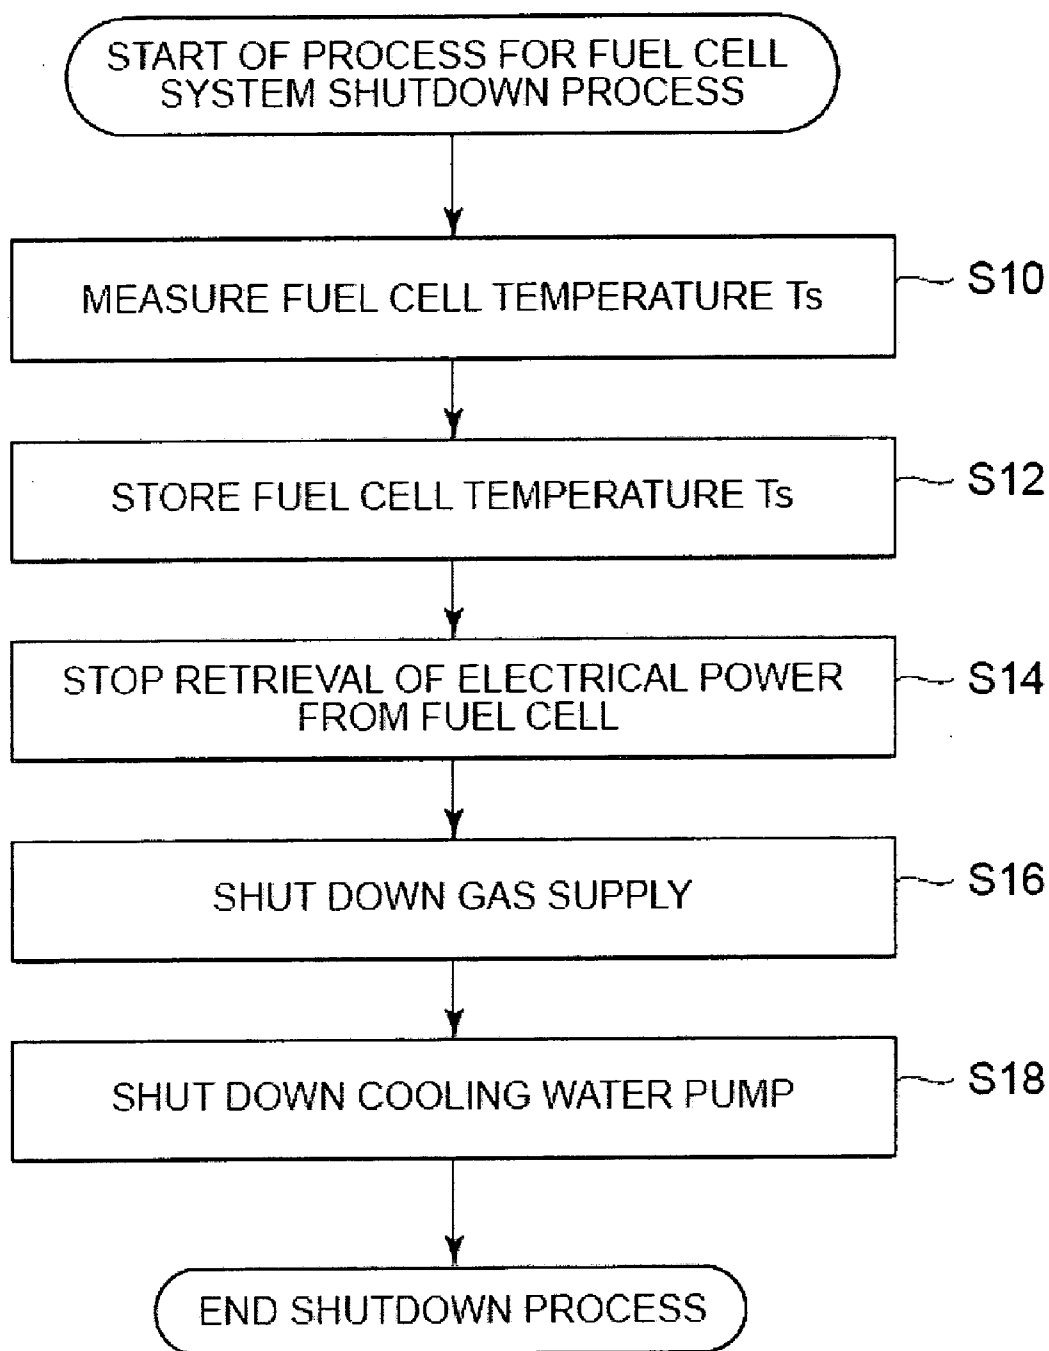 START OF PROCESS FOR FUEL CELL
SYSTEM SHUTDOWN PROCESS
MEASURE FUEL CELL TEMPERATURE Ts
S10
STORE FUEL CELL TEMPERATURE Ts
S12
STOP RETRIEVAL OF ELECTRICAL POWER
FROM FUEL CELL
S14
SHUT DOWN GAS SUPPLY
S16
SHUT DOWN COOLING WATER PUMP
S18
END SHUTDOWN PROCESS